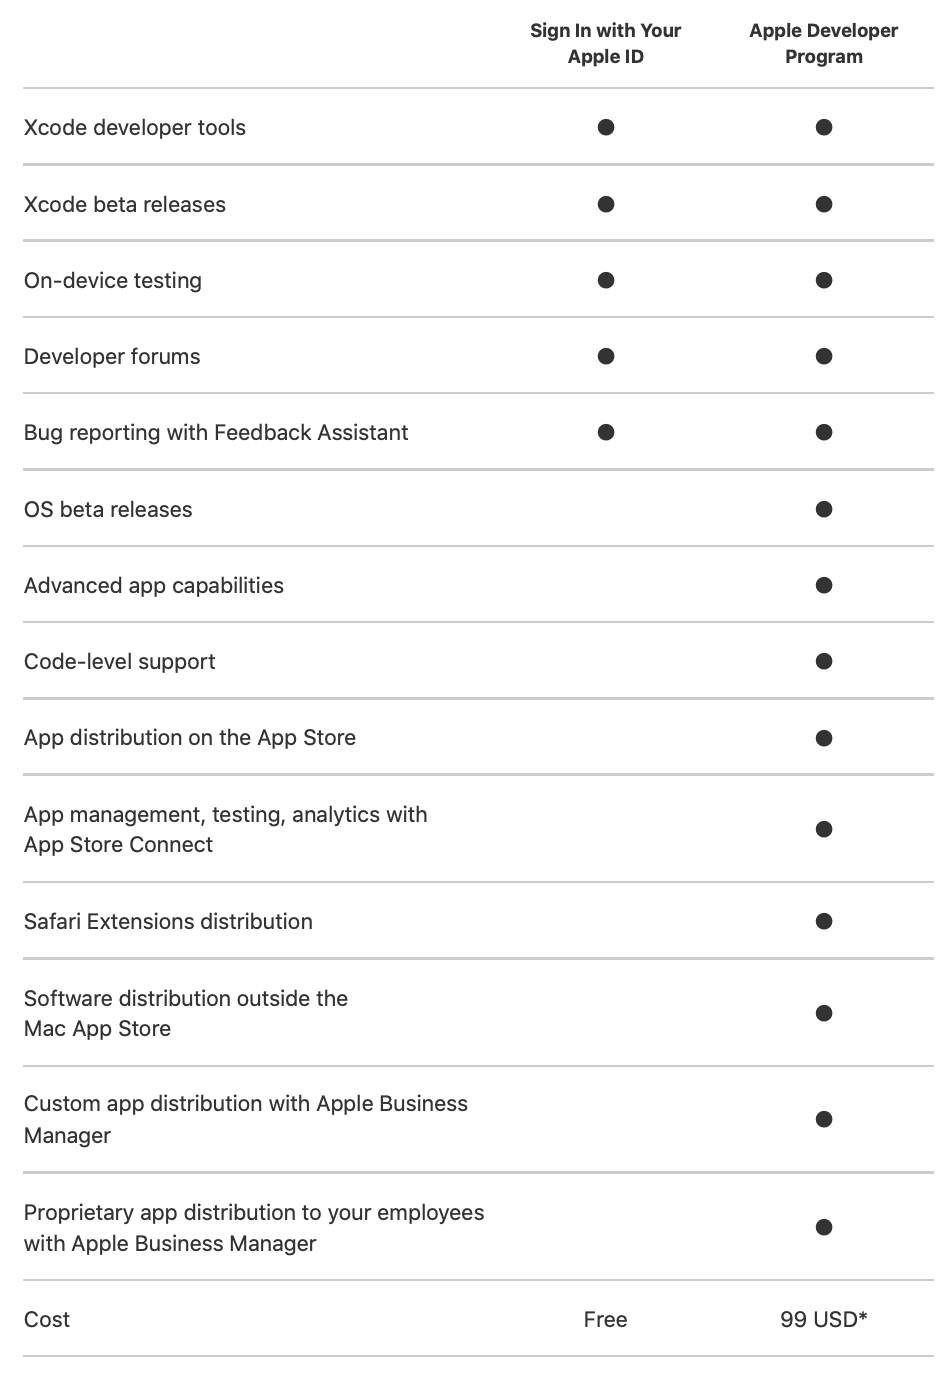 Sign In with Your
Apple ID
Apple Developer
Program
Xcode developer tools
Xcode beta releases
On-device testing
Developer forums
Bug reporting with Feedback Assistant
OS beta releases
Advanced app capabilities
Code-level support
App distribution on the App Store
App management, testing, analytics with
App Store Connect
Safari Extensions distribution
Software distribution outside the
Mac App Store
Custom app distribution with Apple Business
Manager
Proprietary app distribution to your employees
with Apple Business Manager
Cost Free 99 USD*